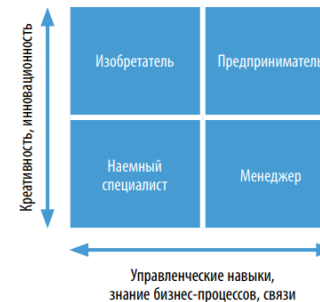 Креативность, инновационность
Изобретатель
Предприниматель
Наемный
специалист
Менеджер
Управленческие навыки,
знание бизнес-процессов, связи